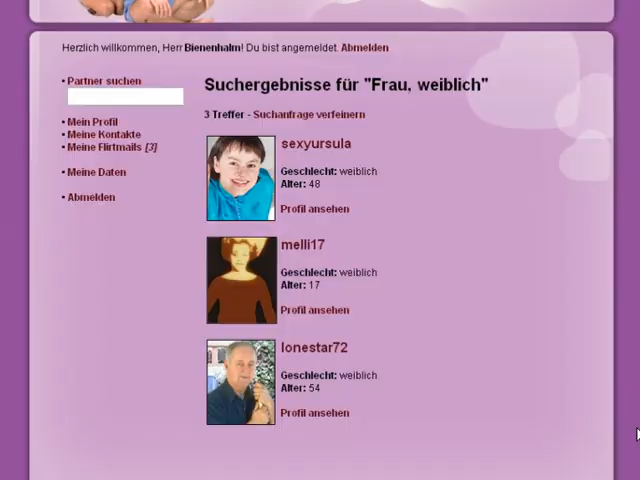 Herzlich willkommen, Herr Bienenhalm! Du bist angemeldet. Abmelden
• Partner suchen
• Mein Profil
• Meine Kontakte
• Meine Flirtmails [3]
• Meine Daten
• Abmelden
Suchergebnisse für "Frau, weiblich"
3 Treffer - Suchanfrage verfeinern
sexyursula
Geschlecht: weiblich
Alter: 48
Profil ansehen
melli17
Geschlecht: weiblich
Alter: 17
Profil ansehen
lonestar72
Geschlecht: weiblich
Alter: 54
Profil ansehen